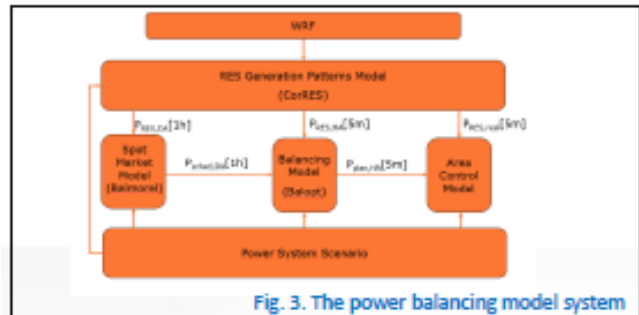 WRF
RES Generation Patterns Model
(CorRES)
P_RES,DA[1h]
P_RES,HA[5m]
P_RES,real[5m]
Spot
Market
Model
(Balmorel)
P_sched,DA[1h]
Balancing
Model
(Balopt)
P_plan,HA[5m]
Area
Control
Model
Power System Scenario
Fig. 3. The power balancing model system